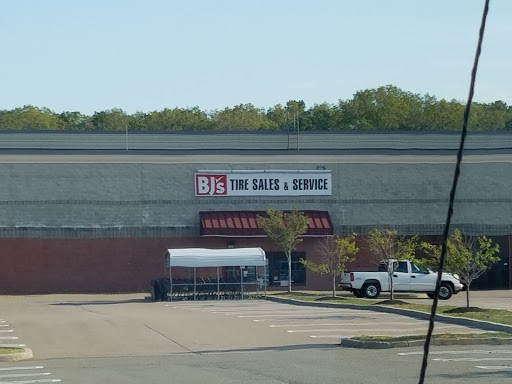 BJ's TIRE SALES & SERVICE